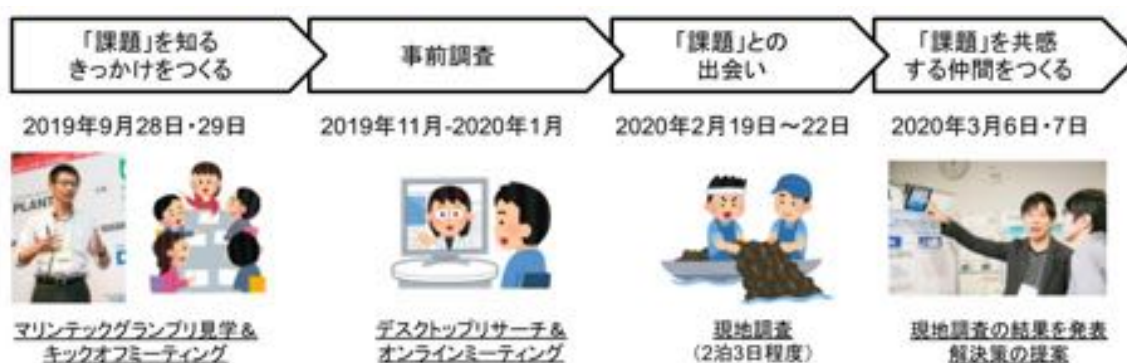 「課題」を知る
きっかけをつくる
事前調査
「課題」との
出会い
「課題」を共感
する仲間をつくる
2019年9月28日・29日
2019年11月-2020年1月
2020年2月19日～22日
2020年3月6日・7日
PLANT
マリンテックグランプリ見学＆
キックオフミーティング
デスクトップリサーチ＆
オンラインミーティング
現地調査
（2泊3日程度）
現地調査の結果を発表
解決策の提案